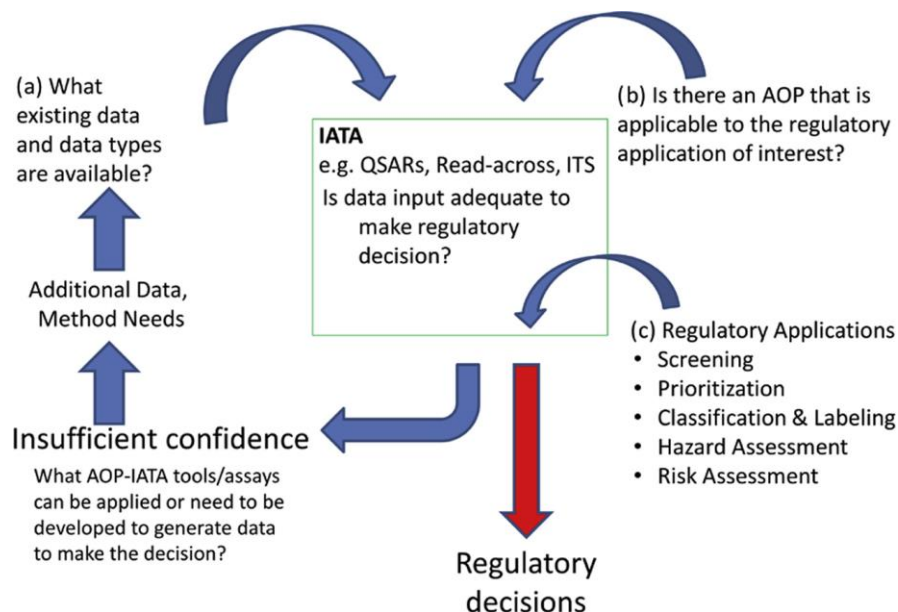 (a) What
existing data
and data types
are available?
(b) Is there an AOP that is
applicable to the regulatory
application of interest?
IATA
e.g. QSARs, Read-across, ITS
Is data input adequate to
make regulatory
decision?
Additional Data,
Method Needs
(c) Regulatory Applications
• Screening
• Prioritization
• Classification & Labeling
• Hazard Assessment
• Risk Assessment
Insufficient confidence
What AOP-IATA tools/assays
can be applied or need to be
developed to generate data
to make the decision?
Regulatory
decisions